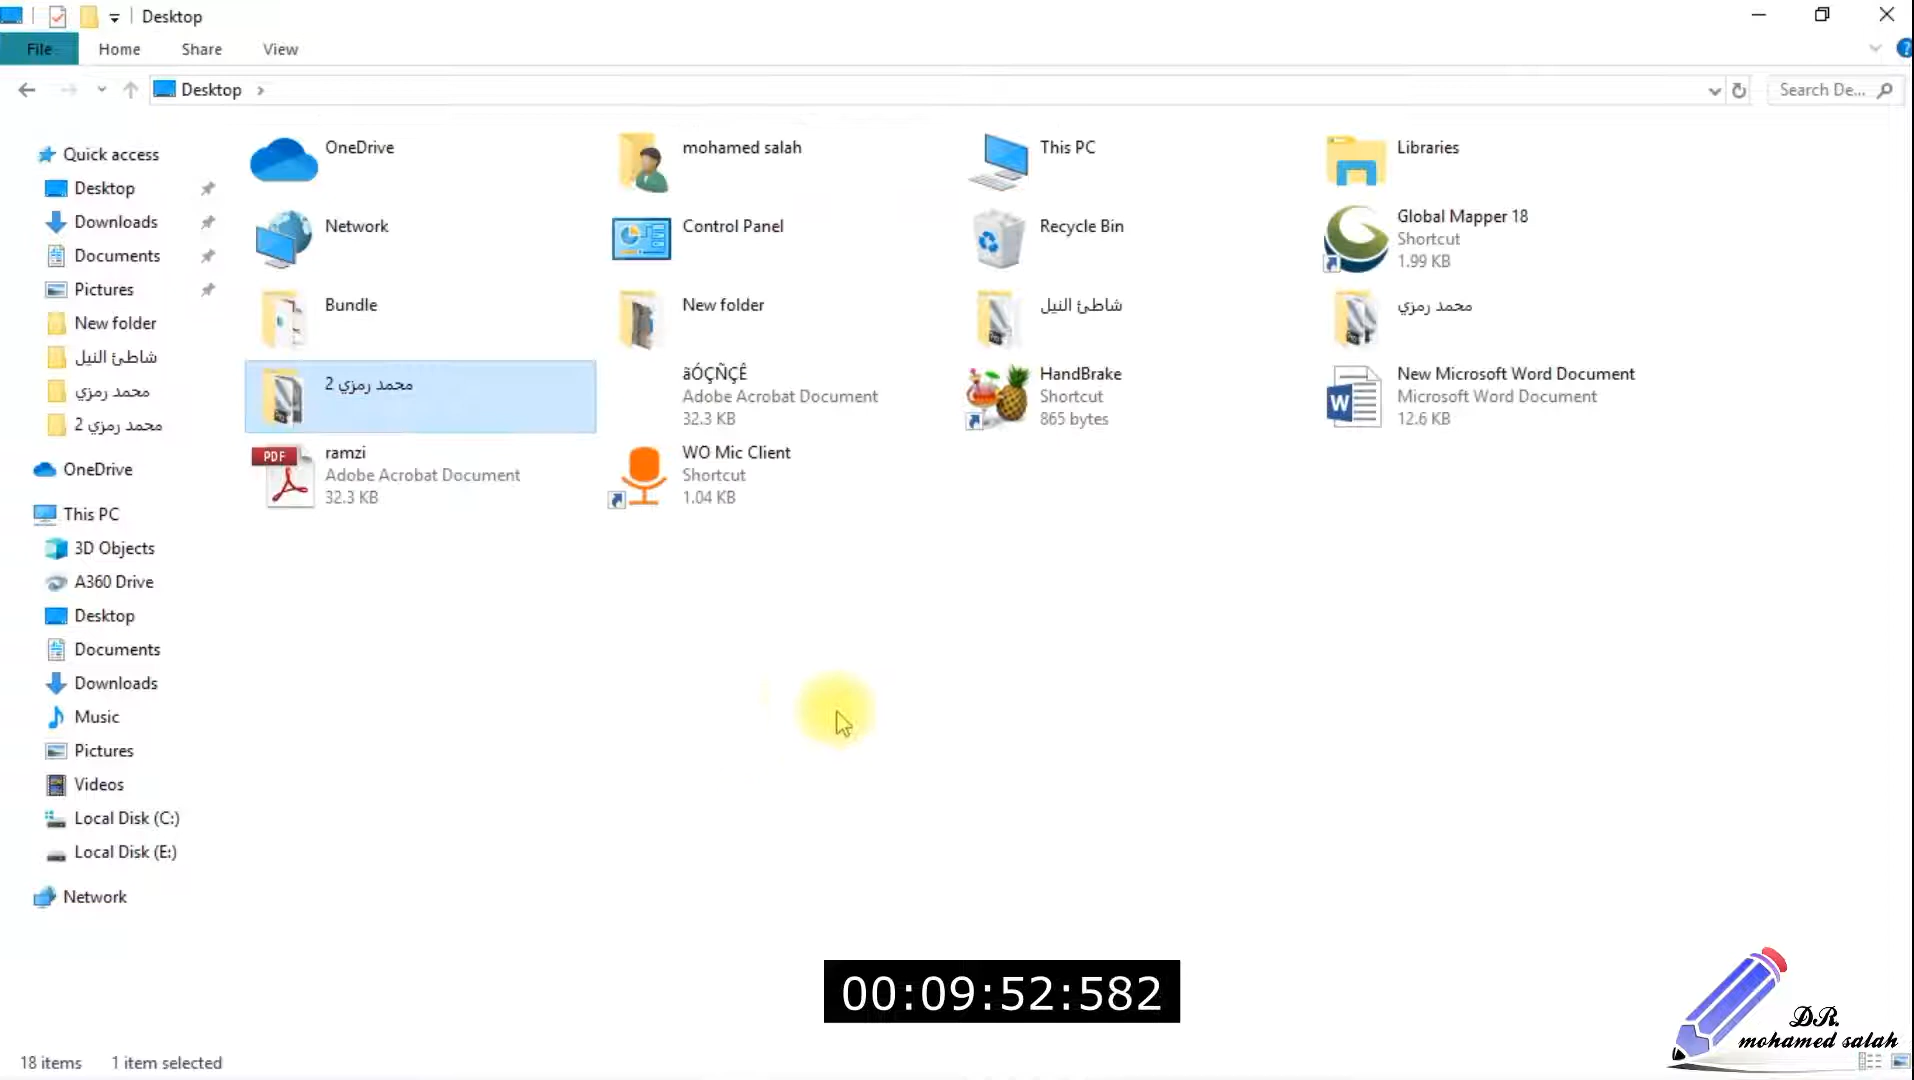 Desktop
File
Home
Share
View
Desktop
Search De...
Quick access
Desktop
Downloads
Documents
Pictures
New folder
شاطئ النيل
محمد رمزي
محمد رمزي 2
OneDrive
This PC
3D Objects
A360 Drive
Desktop
Documents
Downloads
Music
Pictures
Videos
Local Disk (C:)
Local Disk (E:)
Network
OneDrive
mohamed salah
This PC
Libraries
Network
Control Panel
Recycle Bin
Global Mapper 18
Shortcut
1.99 KB
Bundle
New folder
شاطئ النيل
محمد رمزي
محمد رمزي 2
äÓÇÑÇÊ
Adobe Acrobat Document
32.3 KB
HandBrake
Shortcut
865 bytes
New Microsoft Word Document
Microsoft Word Document
12.6 KB
PDF
ramzi
Adobe Acrobat Document
32.3 KB
WO Mic Client
Shortcut
1.04 KB
00:09:52:582
DR.
mohamed salah
18 items
1 item selected